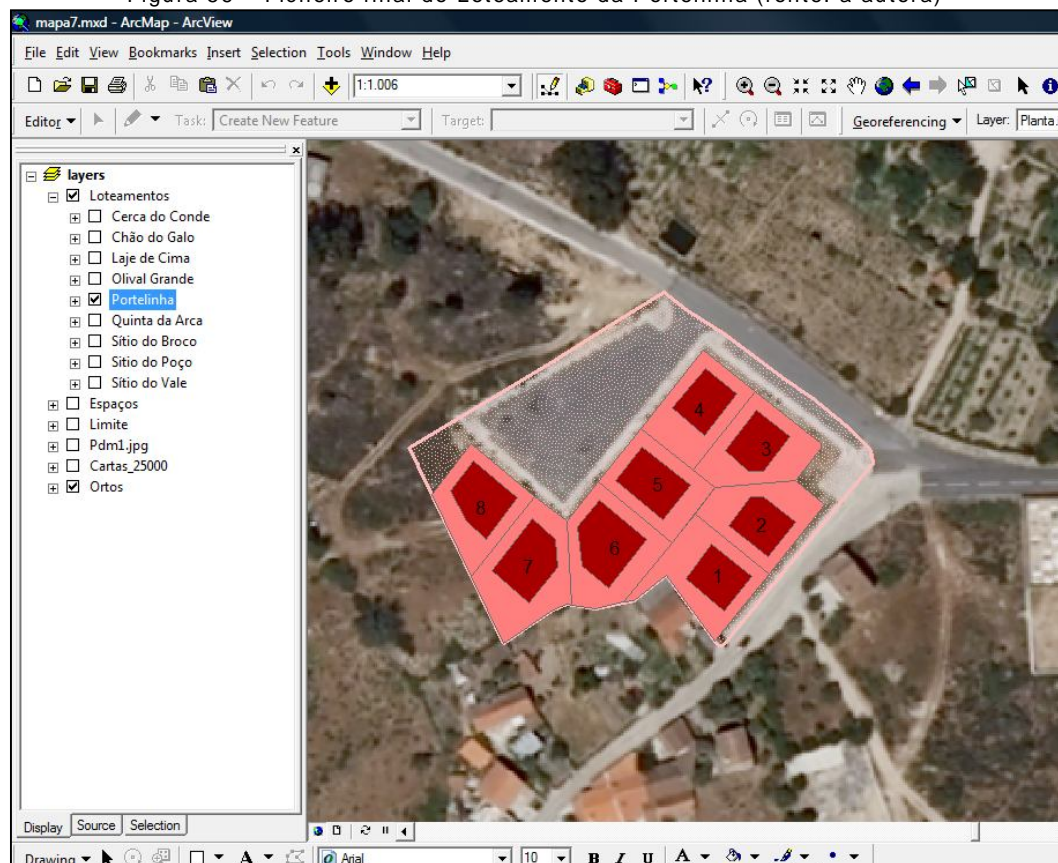 Figura 36 – Ficheiro final do Loteamento da Portelinha (fonte: a autora)
mapa7.mxd - ArcMap - ArcView
File Edit View Bookmarks Insert Selection Tools Window Help
1:1.006
Editor Task: Create New Feature Target: Georeferencing Layer: Planta.
layers
Loteamentos
Cerca do Conde
Chão do Galo
Laje de Cima
Olival Grande
Portelinha
Quinta da Arca
Sítio do Broco
Sitio do Poço
Sítio do Vale
Espaços
Limite
Pdm1.jpg
Cartas_25000
Ortos
4
3
5
8
2
6
7
1
Display Source Selection
Drawing A Arial 10 B I U A